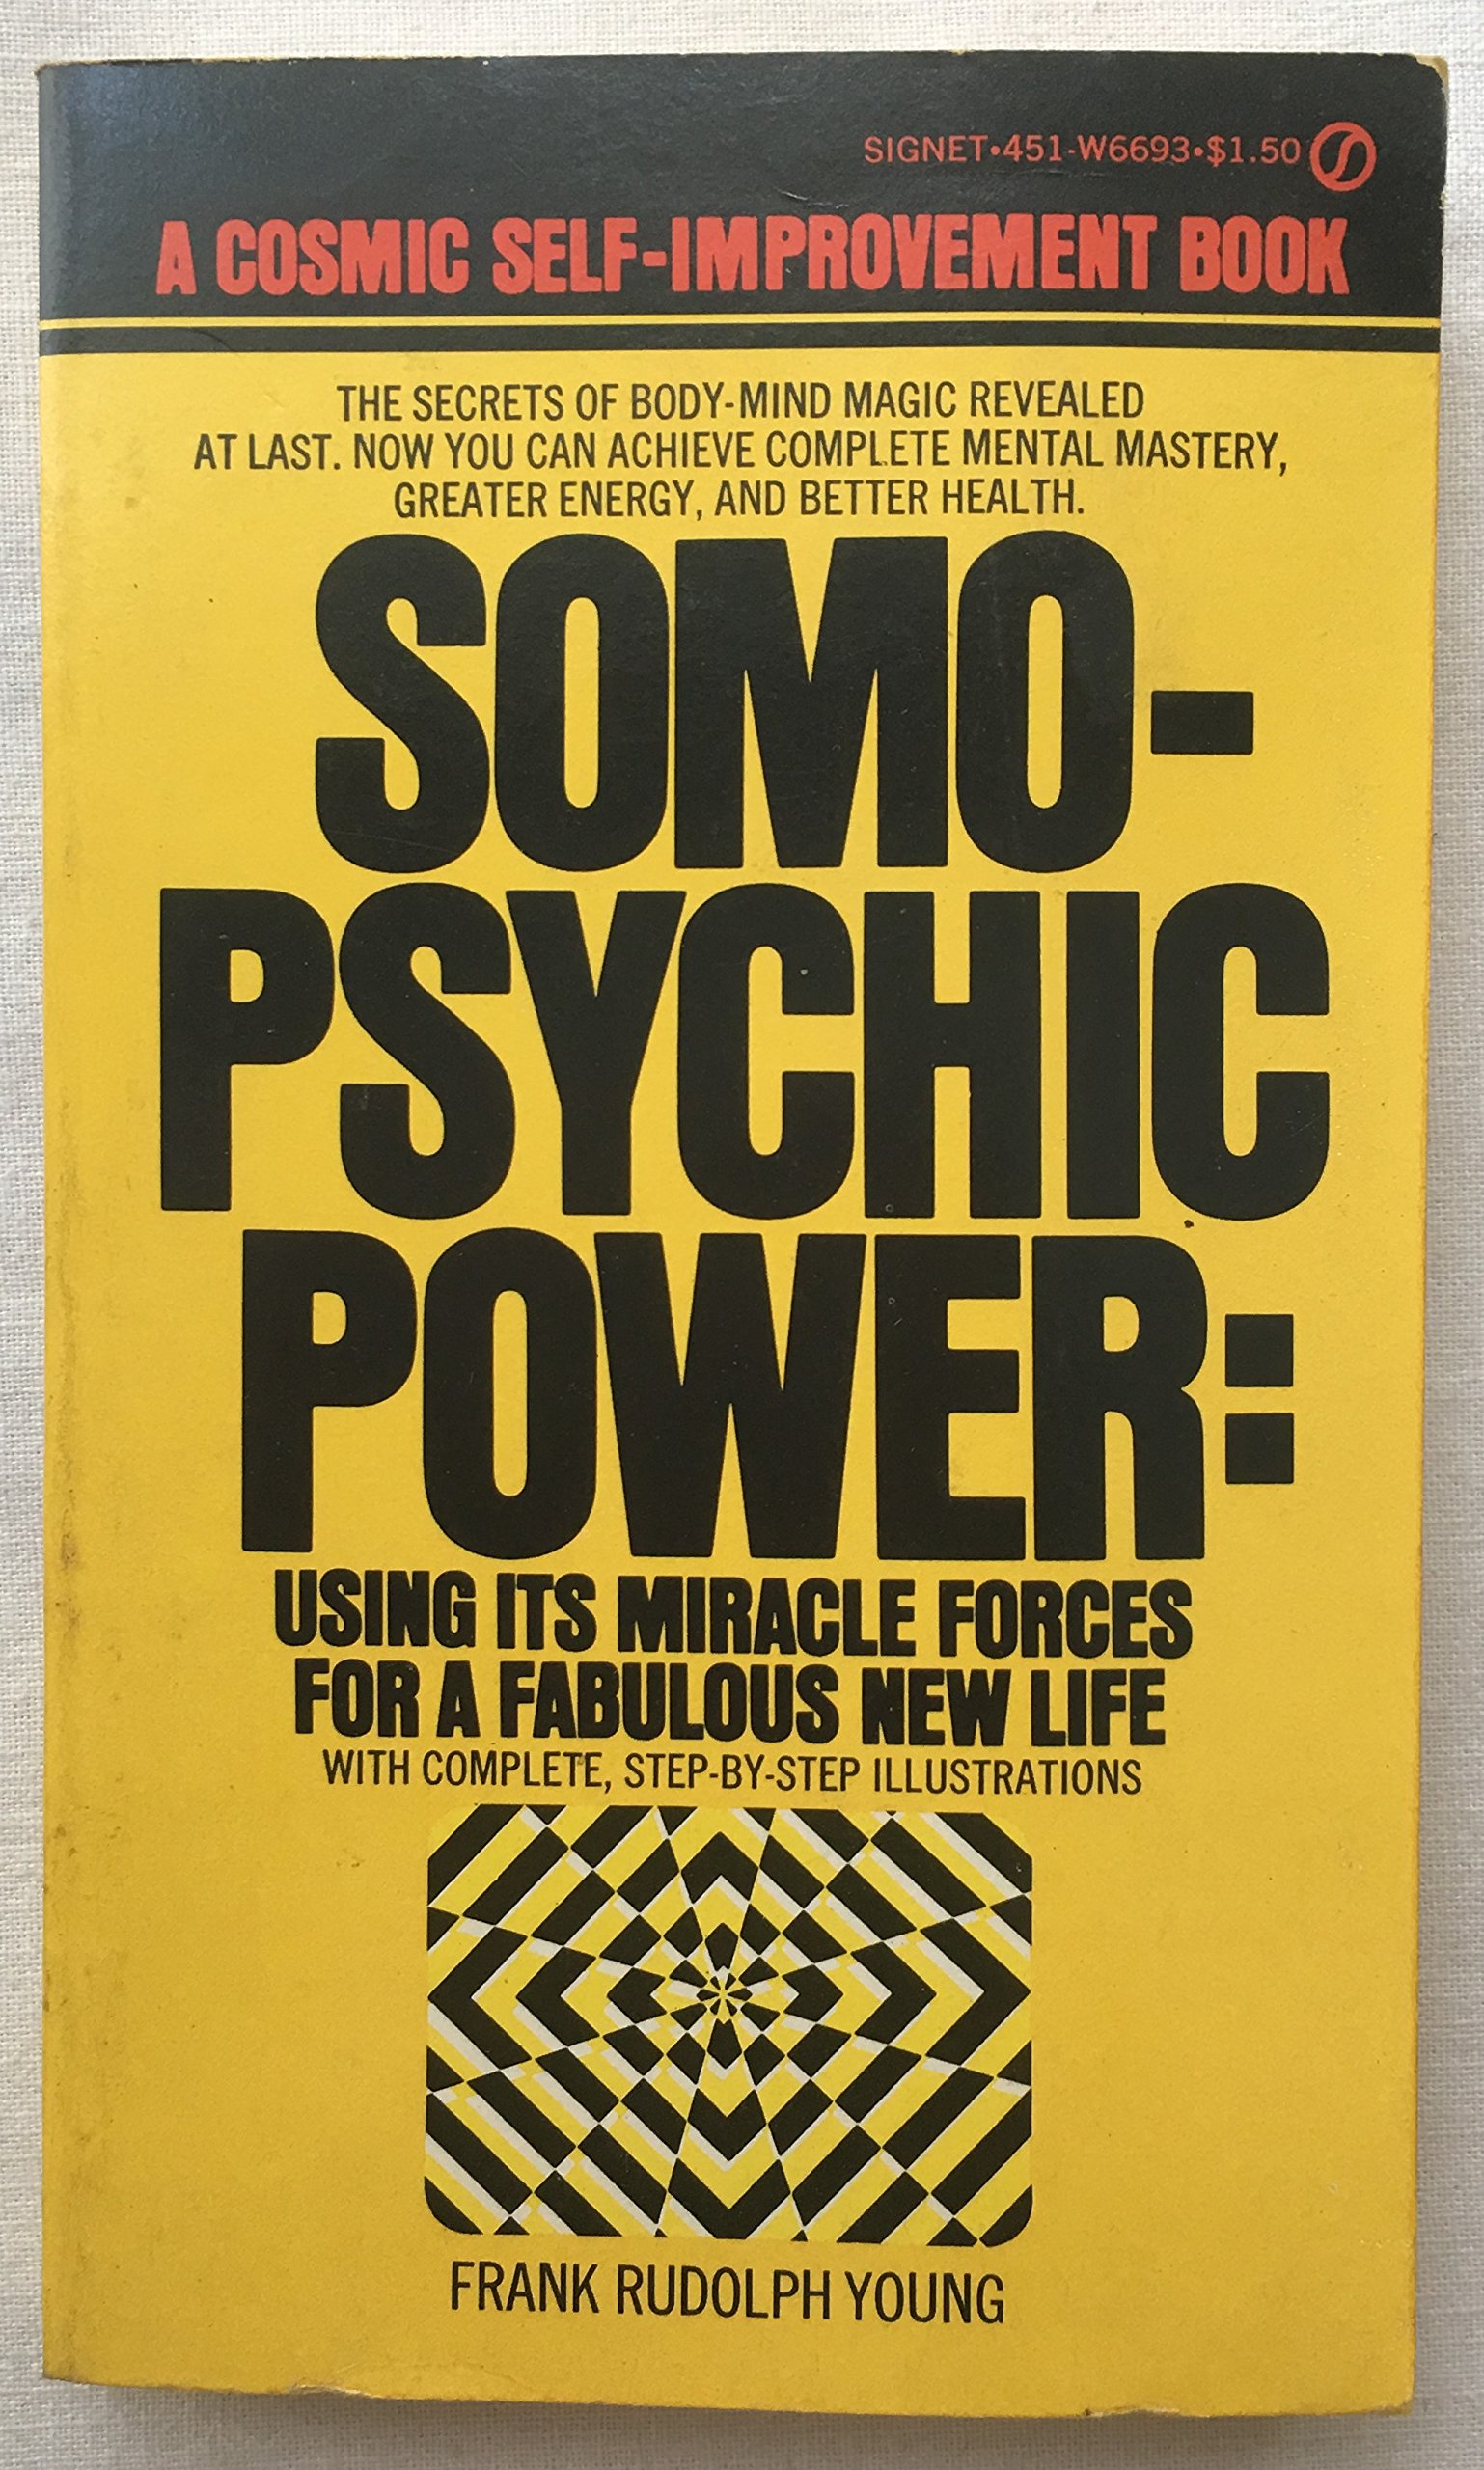 SIGNET•451-W6693•$1.50
A COSMIC SELF-IMPROVEMENT BOOK
THE SECRETS OF BODY-MIND MAGIC REVEALED
AT LAST. NOW YOU CAN ACHIEVE COMPLETE MENTAL MASTERY,
GREATER ENERGY, AND BETTER HEALTH.
SOMO-
PSYCHIC
POWER:
USING ITS MIRACLE FORCES
FOR A FABULOUS NEW LIFE
WITH COMPLETE, STEP-BY-STEP ILLUSTRATIONS
FRANK RUDOLPH YOUNG